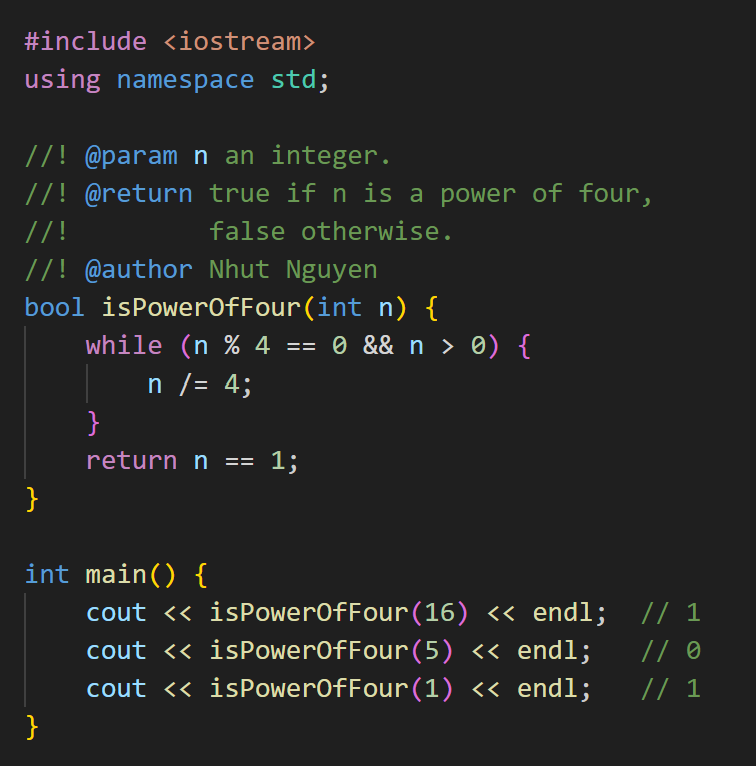 #include <iostream>
using namespace std;

//! @param n an integer.
//! @return true if n is a power of four,
//!         false otherwise.
//! @author Nhut Nguyen
bool isPowerOfFour(int n) {
    while (n % 4 == 0 && n > 0) {
        n /= 4;
    }
    return n == 1;
}

int main() {
    cout << isPowerOfFour(16) << endl;  // 1
    cout << isPowerOfFour(5) << endl;   // 0
    cout << isPowerOfFour(1) << endl;   // 1
}